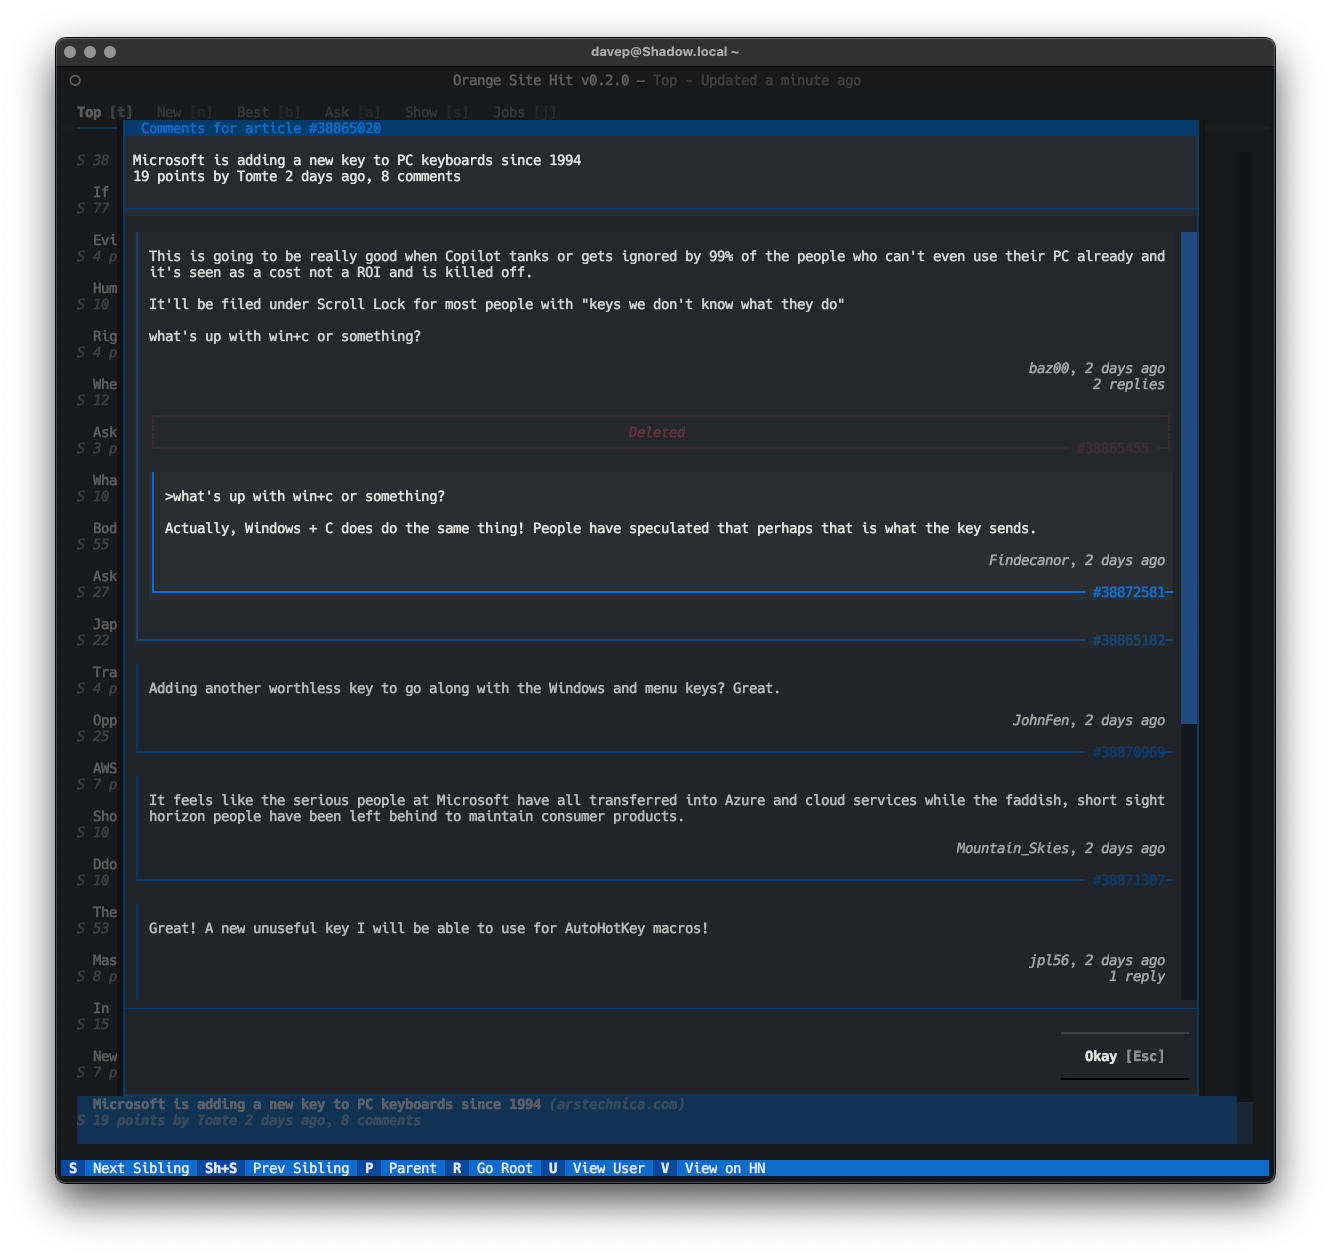 davep@Shadow.local ~
Orange Site Hit v0.2.0 — Top - Updated a minute ago
Top [t] New [n] Best [b] Ask [a] Show [s] Jobs [j]
Comments for article #38865020
Microsoft is adding a new key to PC keyboards since 1994
19 points by Tomte 2 days ago, 8 comments
This is going to be really good when Copilot tanks or gets ignored by 99% of the people who can't even use their PC already and
it's seen as a cost not a ROI and is killed off.
It'll be filed under Scroll Lock for most people with "keys we don't know what they do"
what's up with win+c or something?
baz00, 2 days ago
2 replies
Deleted
#38865455
>what's up with win+c or something?
Actually, Windows + C does do the same thing! People have speculated that perhaps that is what the key sends.
Findecanor, 2 days ago
#38872581
#38865182
Adding another worthless key to go along with the Windows and menu keys? Great.
JohnFen, 2 days ago
#38870969
It feels like the serious people at Microsoft have all transferred into Azure and cloud services while the faddish, short sight
horizon people have been left behind to maintain consumer products.
Mountain_Skies, 2 days ago
#38871307
Great! A new unuseful key I will be able to use for AutoHotKey macros!
jpl56, 2 days ago
1 reply
Okay [Esc]
S 38
If
S 77
Evi
S 4 p
Hum
S 10
Rig
S 4 p
Whe
S 12
Ask
S 3 p
Wha
S 10
Bod
S 55
Ask
S 27
Jap
S 22
Tra
S 4 p
Opp
S 25
AWS
S 7 p
Sho
S 10
Ddo
S 10
The
S 53
Mas
S 8 p
In
S 15
New
S 7 p
Microsoft is adding a new key to PC keyboards since 1994 (arstechnica.com)
S 19 points by Tomte 2 days ago, 8 comments
S Next Sibling Sh+S Prev Sibling P Parent R Go Root U View User V View on HN